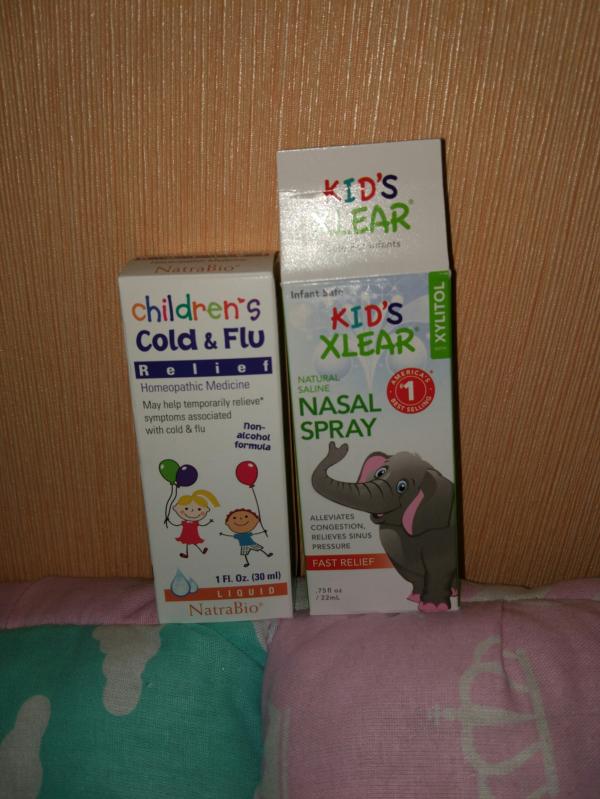 NatraBio®
children's
Cold & Flu
Relief
Homeopathic Medicine
May help temporarily relieve*
symptoms associated
with cold & flu
Non-
alcohol
formula
1 Fl. Oz. (30 ml)
LIQUID
NatraBio®
KID'S
XLEAR®
Infant Safe
KID'S
XLEAR®
XYLITOL
NATURAL
SALINE
NASAL
SPRAY
AMERICA'S
#1
BEST SELLING
ALLEVIATES
CONGESTION,
RELIEVES SINUS
PRESSURE
FAST RELIEF
.75 fl oz
/ 22mL